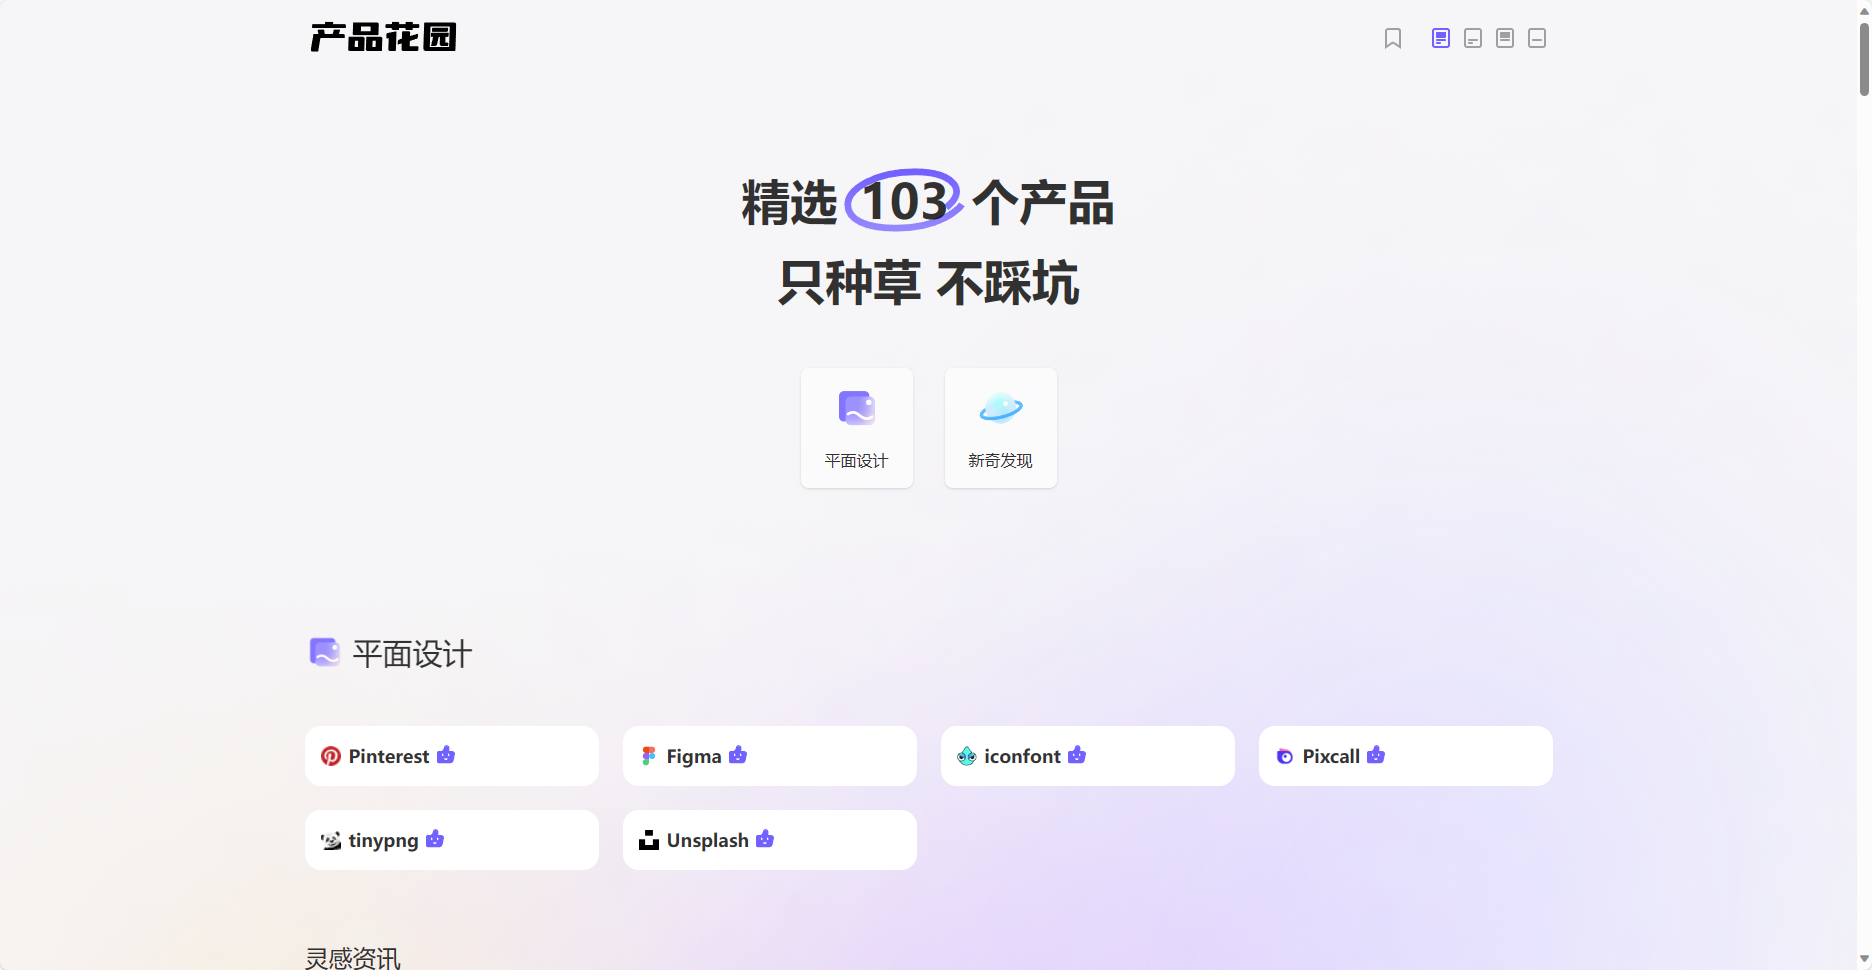 产品花园
精选 103 个产品
只种草 不踩坑
平面设计
新奇发现
平面设计
Pinterest
Figma
iconfont
Pixcall
tinypng
Unsplash
灵感资讯